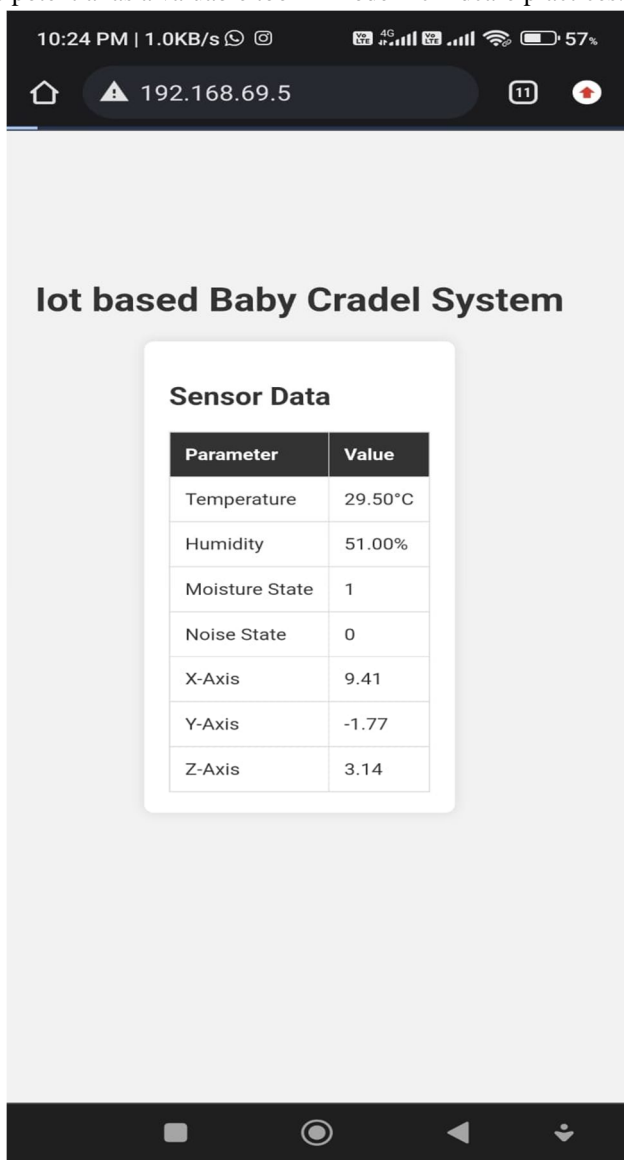 10:24 PM | 1.0KB/s 4G 57%
192.168.69.5 11
Iot based Baby Cradel System
Sensor Data
Parameter Value
Temperature 29.50°C
Humidity 51.00%
Moisture State 1
Noise State 0
X-Axis 9.41
Y-Axis -1.77
Z-Axis 3.14